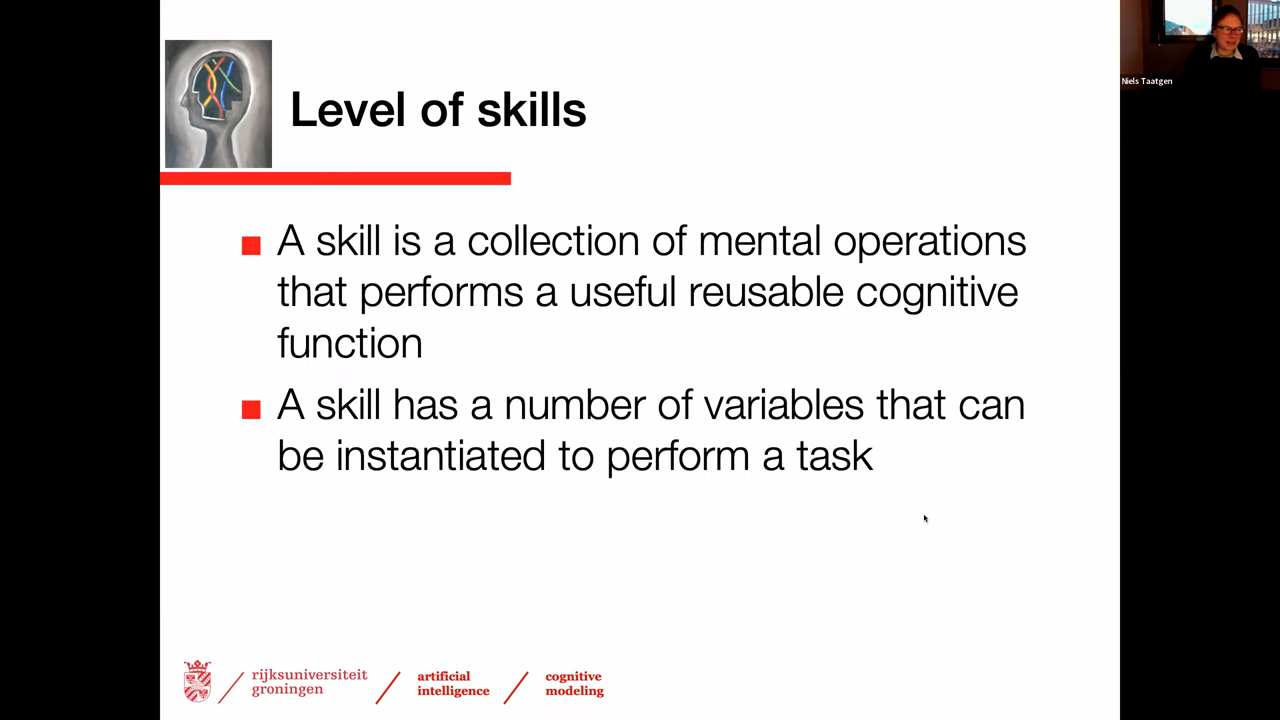 Niels Taatgen
Level of skills
A skill is a collection of mental operations
that performs a useful reusable cognitive
function
A skill has a number of variables that can
be instantiated to perform a task
rijksuniversiteit
groningen
artificial
intelligence
cognitive
modeling